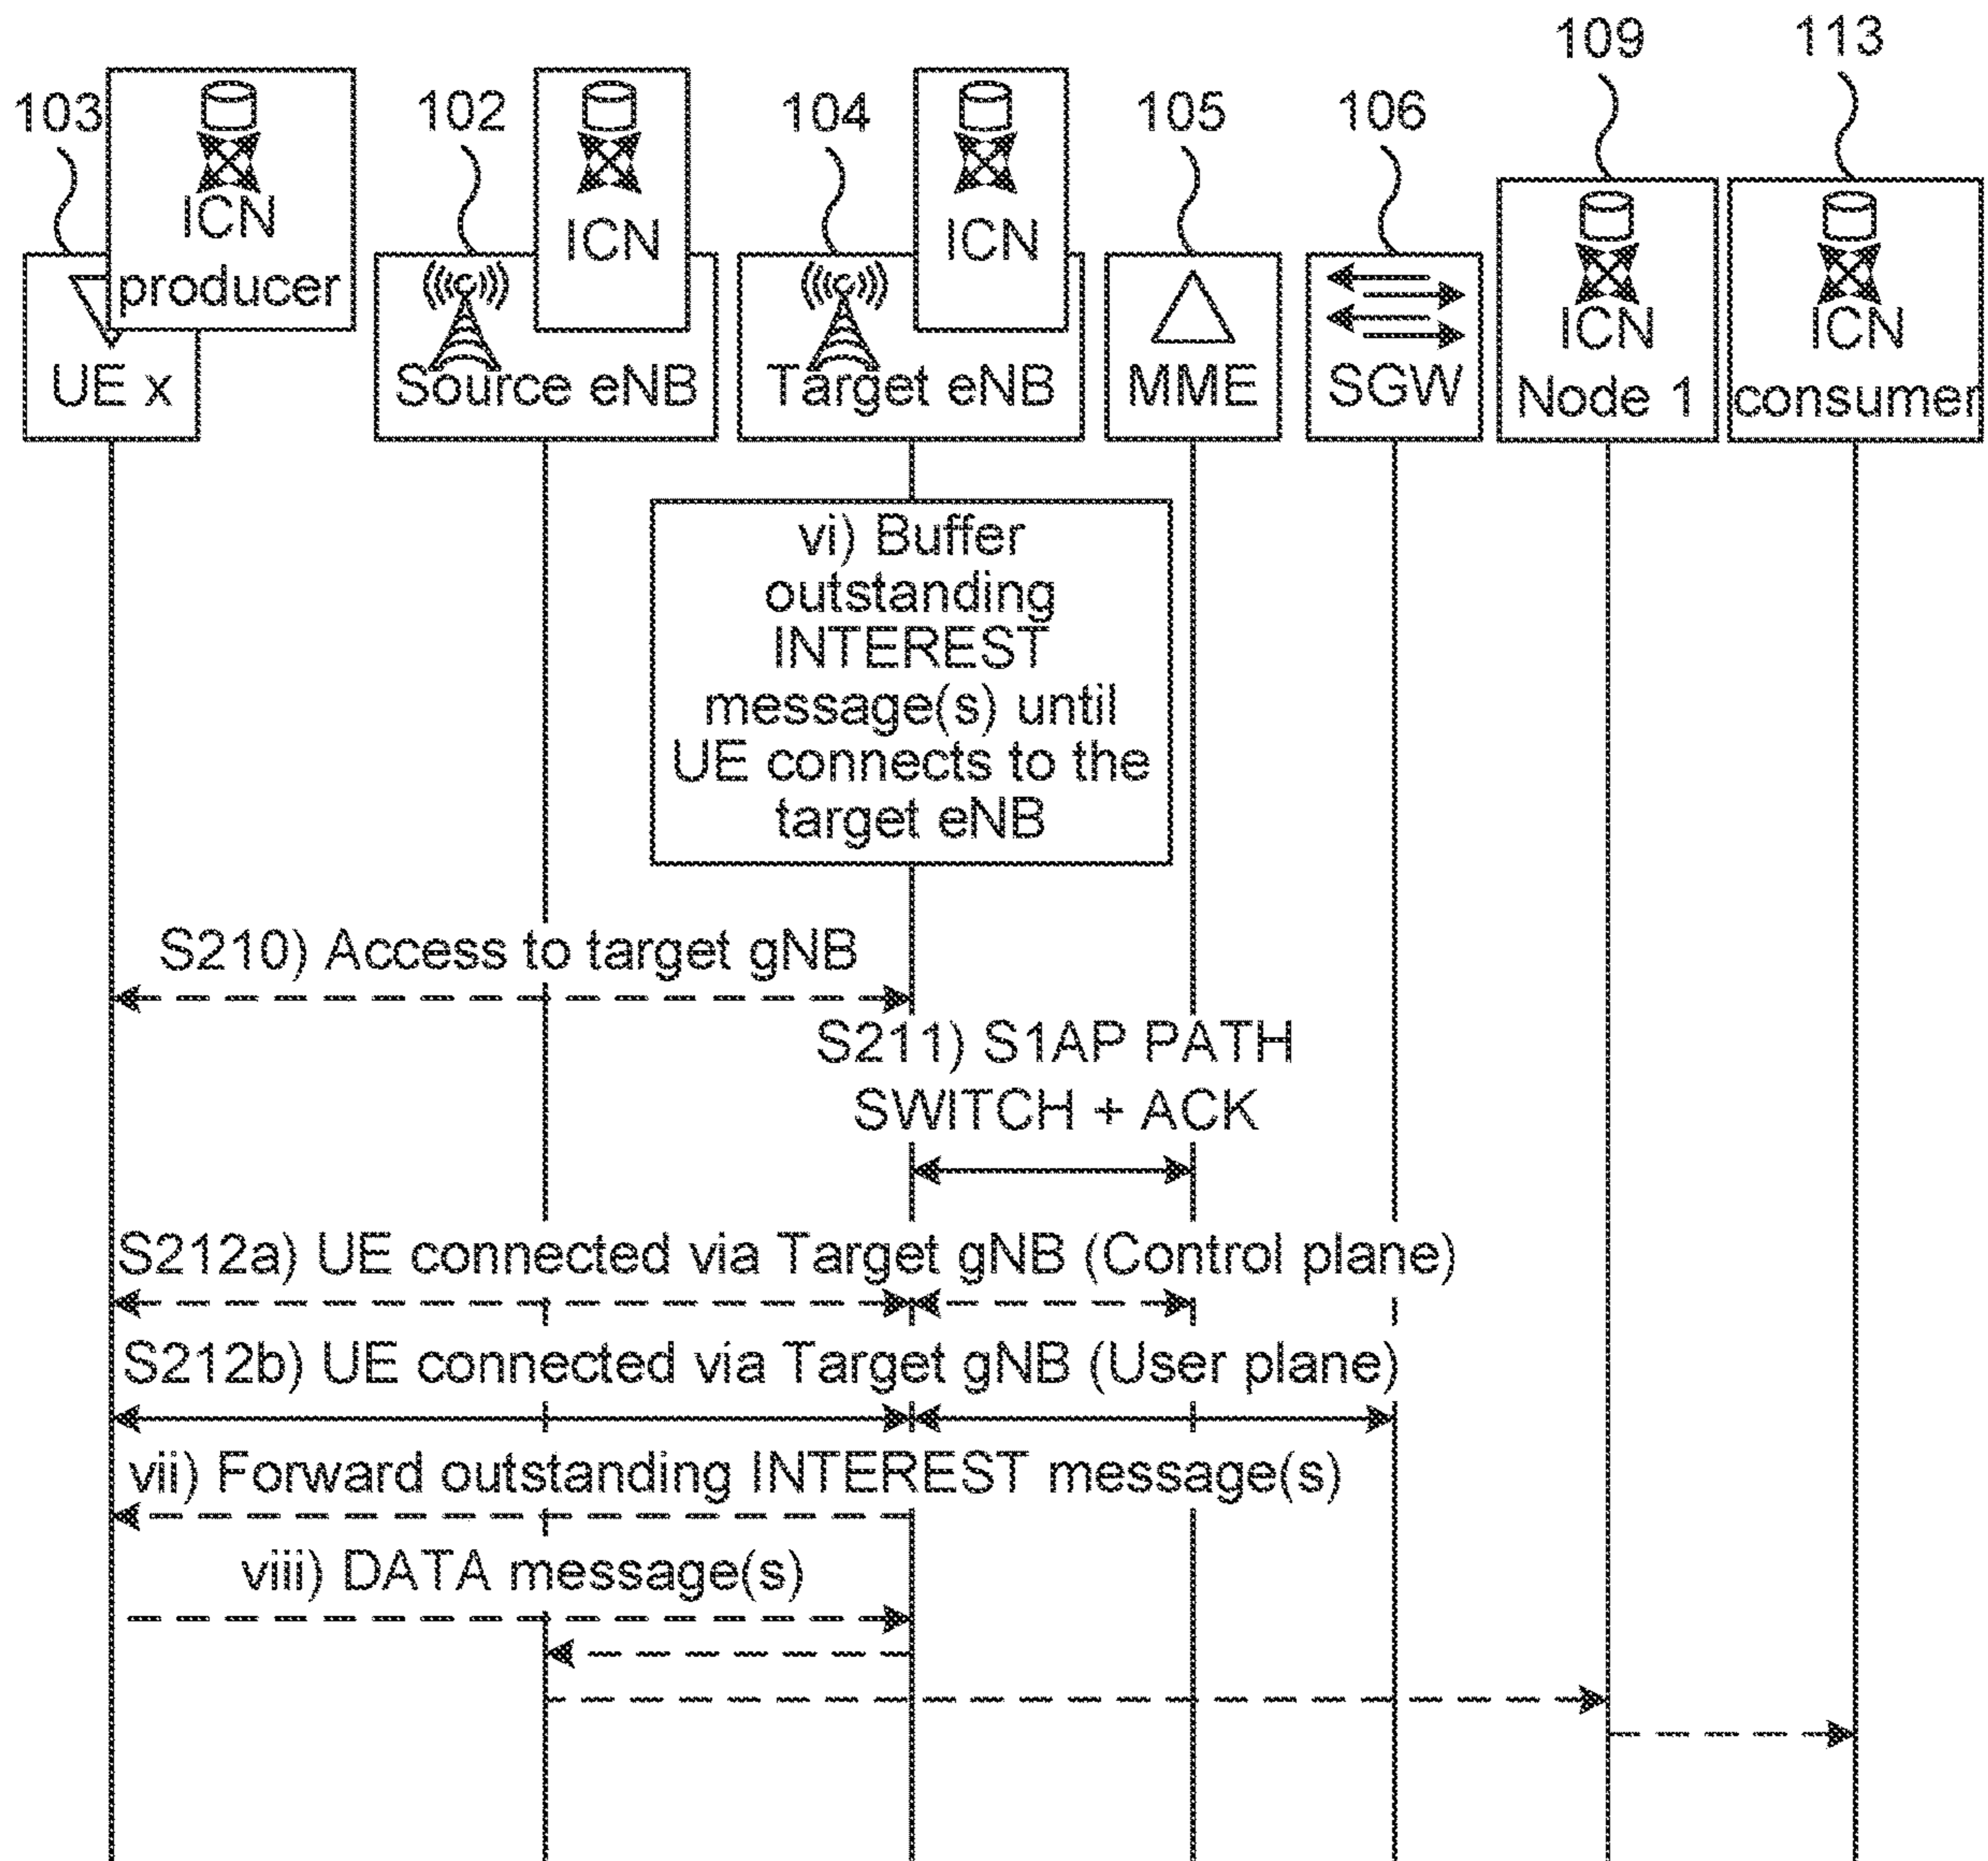 109
113
103
102
104
105
106
ICN
producer
UE x
ICN
Source eNB
ICN
Target eNB
MME
SGW
ICN
Node 1
ICN
consumer
vi) Buffer
outstanding
INTEREST
message(s) until
UE connects to the
target eNB
S210) Access to target gNB
S211) S1AP PATH
SWITCH + ACK
S212a) UE connected via Target gNB (Control plane)
S212b) UE connected via Target gNB (User plane)
vii) Forward outstanding INTEREST message(s)
viii) DATA message(s)